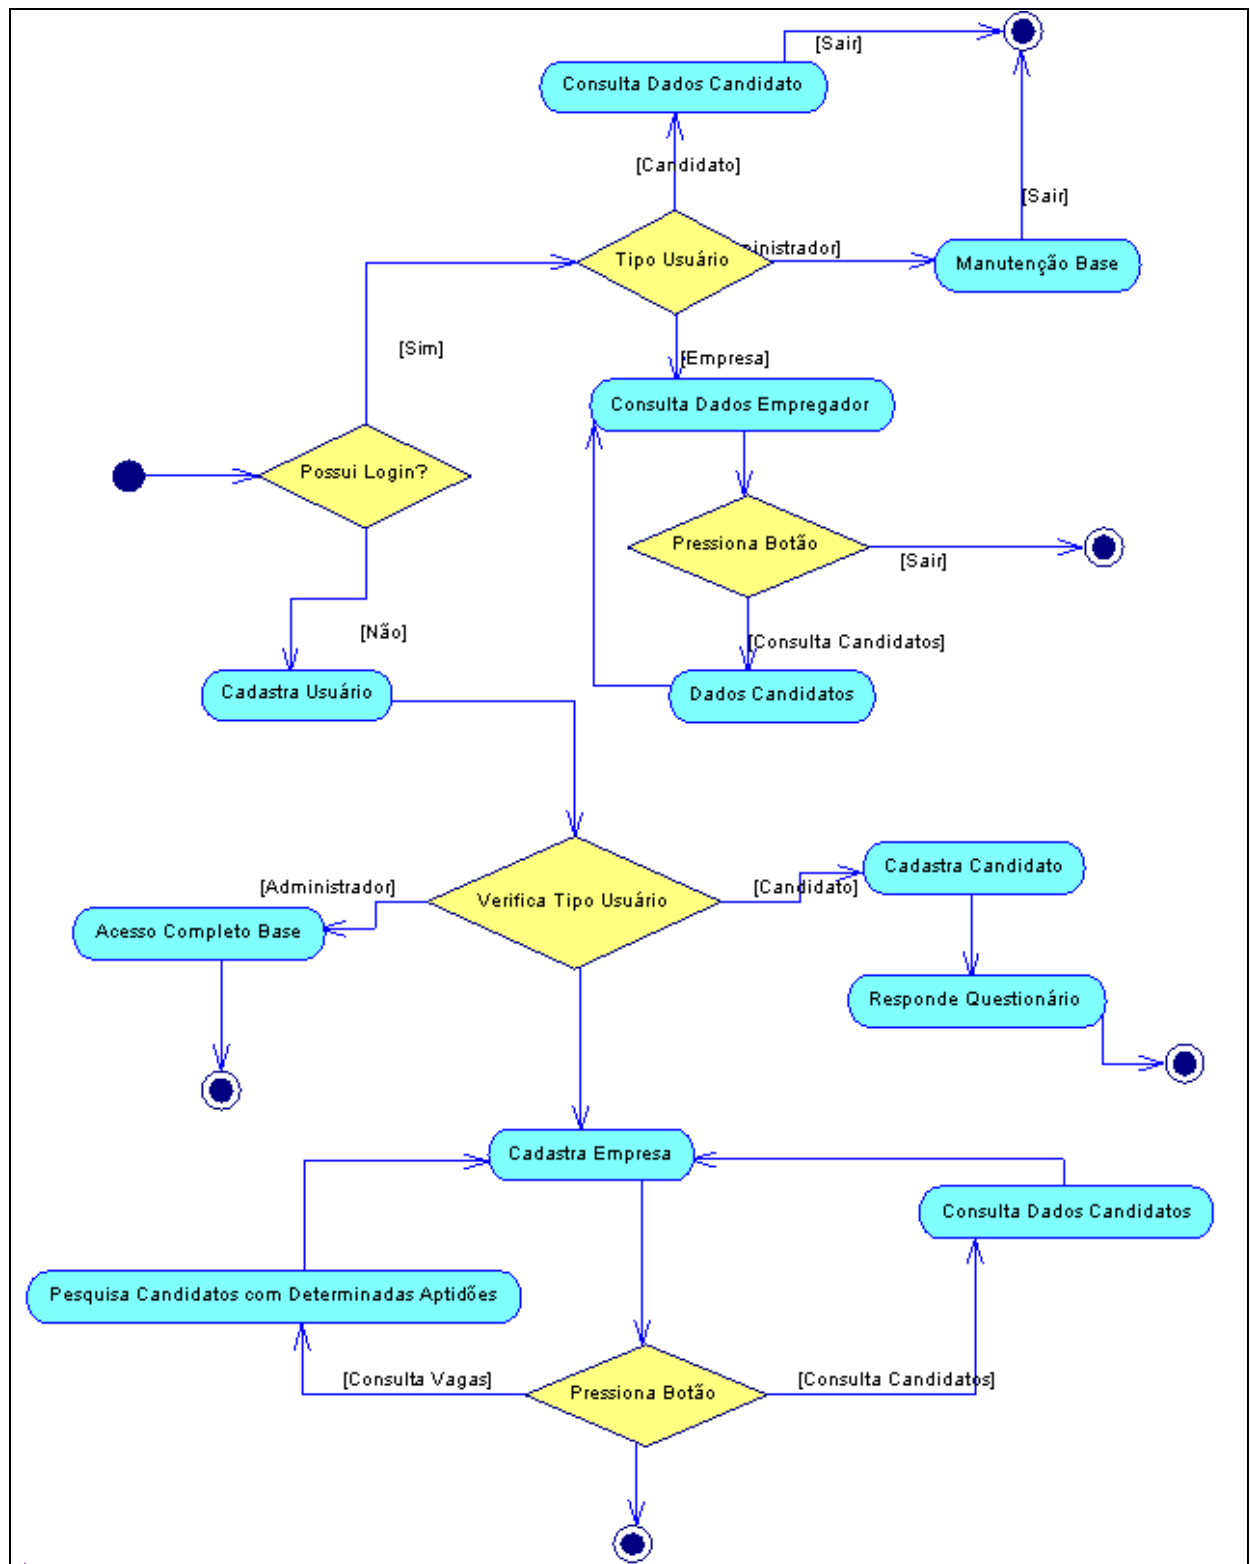 [Sair]
Consulta Dados Candidato
[Candidato]
[Sair]
Tipo Usuário
ministrador]
Manutenção Base
[Sim]
[Empresa]
Consulta Dados Empregador
Possui Login?
Pressiona Botão
[Sair]
[Não]
[Consulta Candidatos]
Cadastra Usuário
Dados Candidatos
Cadastra Candidato
[Administrador]
[Candidato]
Verifica Tipo Usuário
Acesso Completo Base
Responde Questionário
Cadastra Empresa
Consulta Dados Candidatos
Pesquisa Candidatos com Determinadas Aptidões
[Consulta Vagas]
[Consulta Candidatos]
Pressiona Botão